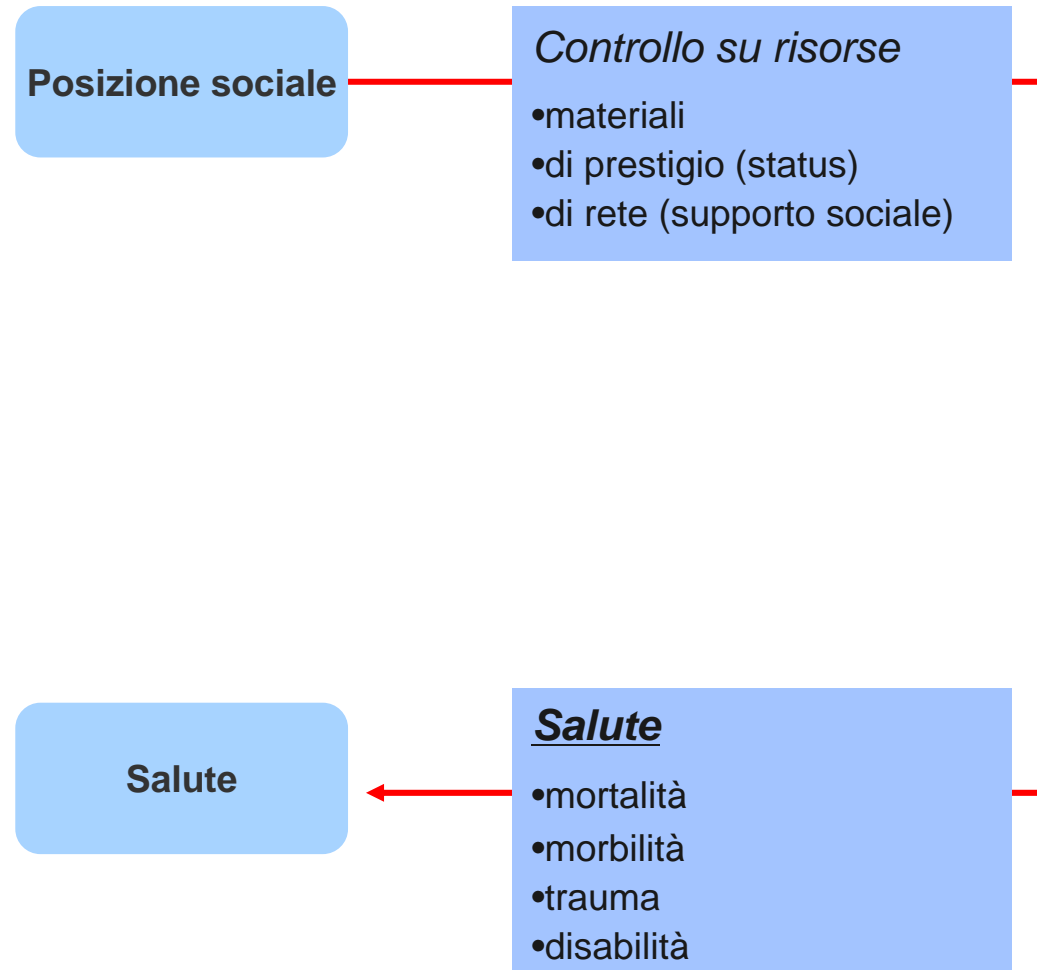 Posizione sociale
Controllo su risorse
•materiali
•di prestigio (status)
•di rete (supporto sociale)
Salute
Salute
•mortalità
•morbilità
•trauma
•disabilità